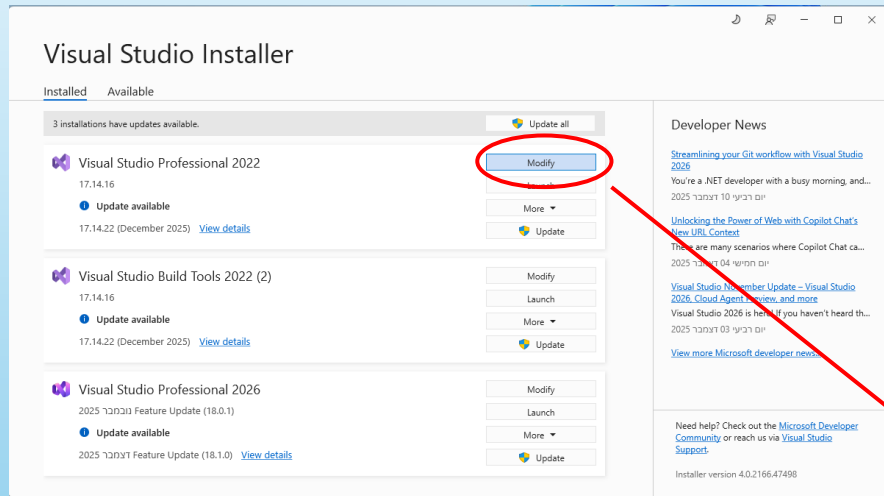 Visual Studio Installer
Installed Available
3 installations have updates available.
Update all
Visual Studio Professional 2022
Modify
17.14.16
Launch
Update available
More
17.14.22 (December 2025) View details
Update
Visual Studio Build Tools 2022 (2)
Modify
17.14.16
Launch
Update available
More
17.14.22 (December 2025) View details
Update
Visual Studio Professional 2026
Modify
2025 נובמבר Feature Update (18.0.1)
Launch
Update available
More
2025 דצמבר Feature Update (18.1.0) View details
Update
Developer News
Streamlining your Git workflow with Visual Studio
2026
You're a .NET developer with a busy morning, and...
יום רביעי 10 דצמבר 2025
Unlocking the Power of Web with Copilot Chat's
New URL Context
There are many scenarios where Copilot Chat ca...
יום חמישי 04 דצמבר 2025
Visual Studio November Update – Visual Studio
2026, Cloud Agent Preview, and more
Visual Studio 2026 is here! If you haven't heard th...
יום רביעי 03 דצמבר 2025
View more Microsoft developer news...
Need help? Check out the Microsoft Developer
Community or reach us via Visual Studio
Support.
Installer version 4.0.2166.47498